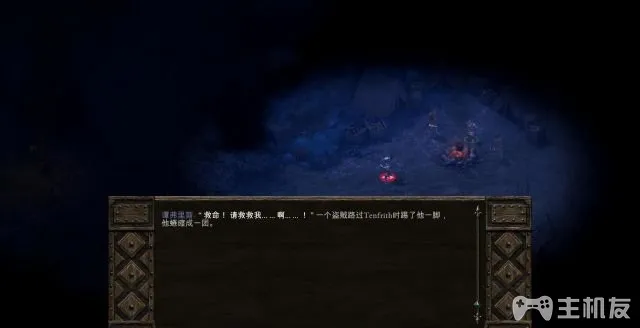 谭弗里斯 “救命！请救救我……啊……！”一个盗贼路过Tenfrith时踢了他一脚，
他蜷缩成一团。
主机友